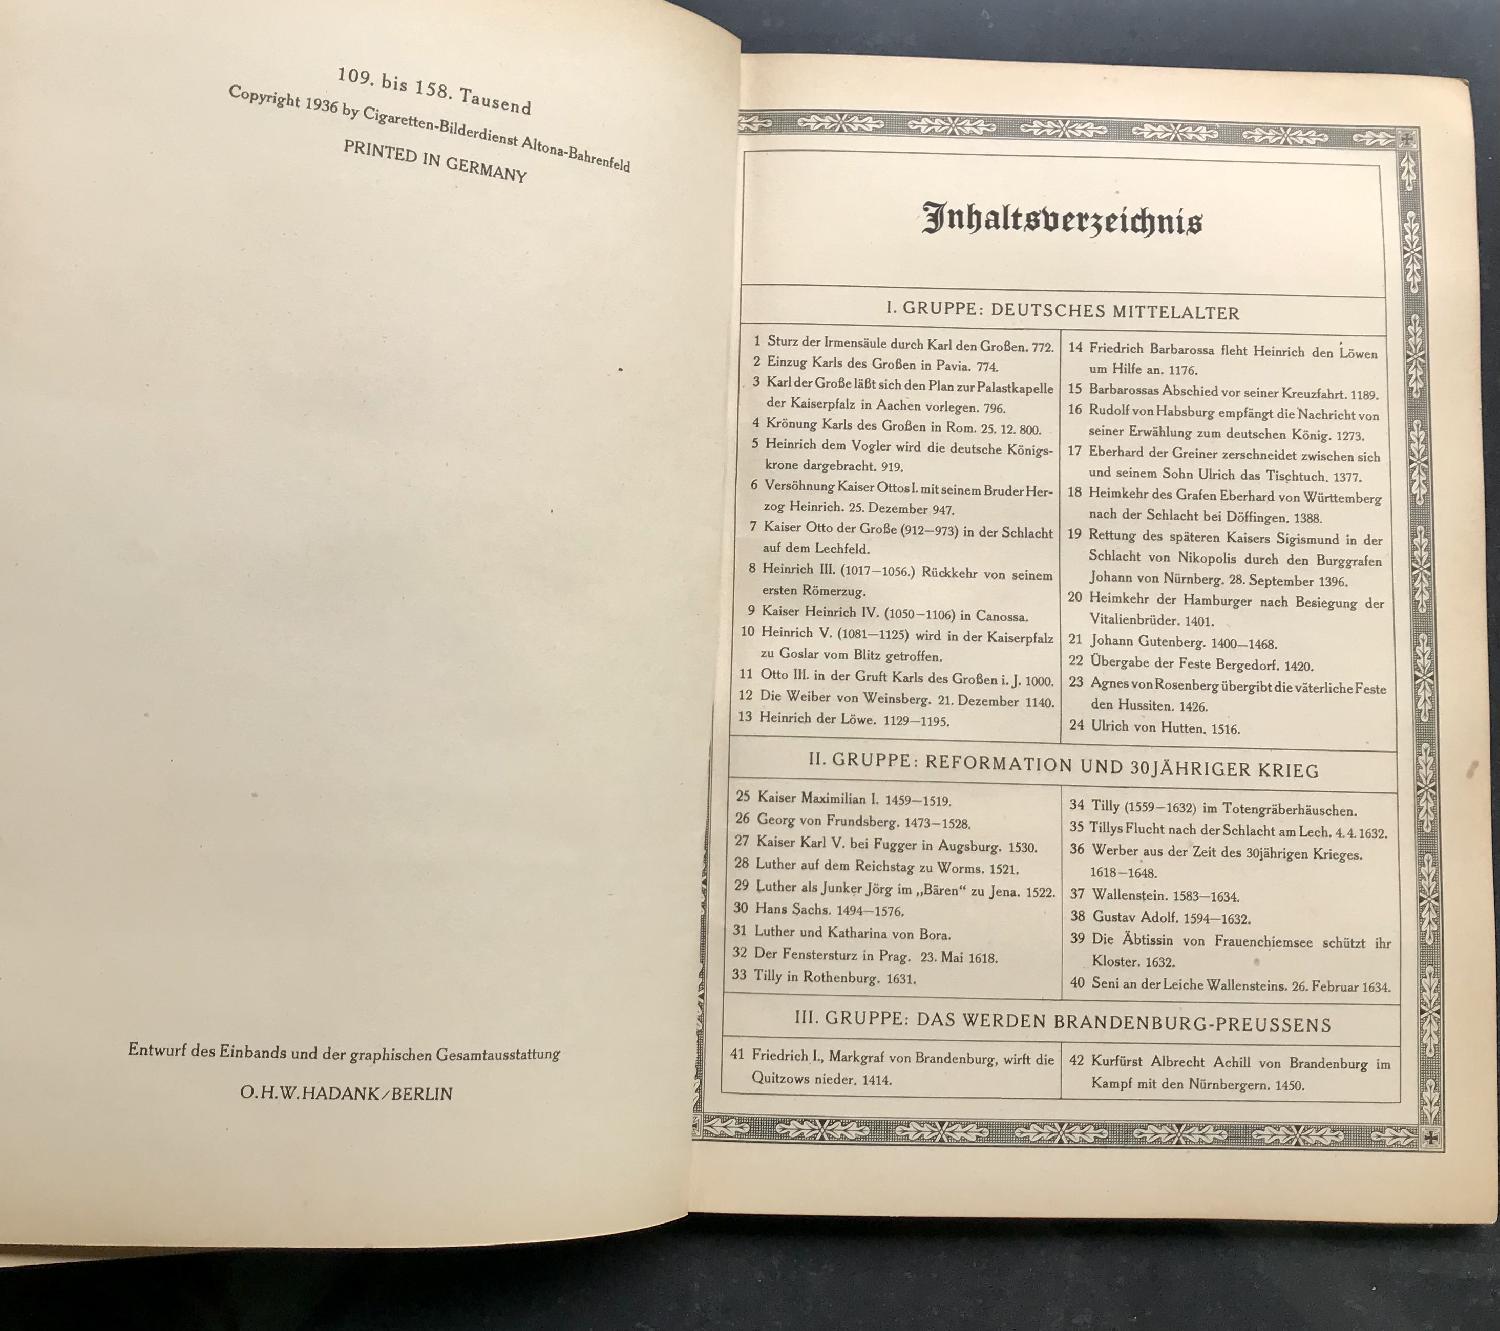 109. bis 158. Tausend
Copyright 1936 by Cigaretten-Bilderdienst Altona-Bahrenfeld
PRINTED IN GERMANY
Entwurf des Einbands und der graphischen Gesamtausstattung
O.H.W.HADANK/BERLIN
Inhaltsverzeichnis
I. GRUPPE: DEUTSCHES MITTELALTER
1 Sturz der Irmensäule durch Karl den Großen. 772.
2 Einzug Karls des Großen in Pavia. 774.
3 Karl der Große läßt sich den Plan zur Palastkapelle
der Kaiserpfalz in Aachen vorlegen. 796.
4 Krönung Karls des Großen in Rom. 25. 12. 800.
5 Heinrich dem Vogler wird die deutsche Königs-
krone dargebracht. 919.
6 Versöhnung Kaiser Ottos I. mit seinem Bruder Her-
zog Heinrich. 25. Dezember 947.
7 Kaiser Otto der Große (912—973) in der Schlacht
auf dem Lechfeld.
8 Heinrich III. (1017—1056.) Rückkehr von seinem
ersten Römerzug.
9 Kaiser Heinrich IV. (1050—1106) in Canossa.
10 Heinrich V. (1081—1125) wird in der Kaiserpfalz
zu Goslar vom Blitz getroffen.
11 Otto III. in der Gruft Karls des Großen i. J. 1000.
12 Die Weiber von Weinsberg. 21. Dezember 1140.
13 Heinrich der Löwe. 1129—1195.
14 Friedrich Barbarossa fleht Heinrich den Löwen
um Hilfe an. 1176.
15 Barbarossas Abschied vor seiner Kreuzfahrt. 1189.
16 Rudolf von Habsburg empfängt die Nachricht von
seiner Erwählung zum deutschen König. 1273.
17 Eberhard der Greiner zerschneidet zwischen sich
und seinem Sohn Ulrich das Tischtuch. 1377.
18 Heimkehr des Grafen Eberhard von Württemberg
nach der Schlacht bei Döffingen. 1388.
19 Rettung des späteren Kaisers Sigismund in der
Schlacht von Nikopolis durch den Burggrafen
Johann von Nürnberg. 28. September 1396.
20 Heimkehr der Hamburger nach Besiegung der
Vitalienbrüder. 1401.
21 Johann Gutenberg. 1400—1468.
22 Übergabe der Feste Bergedorf. 1420.
23 Agnes von Rosenberg übergibt die väterliche Feste
den Hussiten. 1426.
24 Ulrich von Hutten. 1516.
II. GRUPPE: REFORMATION UND 30JÄHRIGER KRIEG
25 Kaiser Maximilian I. 1459—1519.
26 Georg von Frundsberg. 1473—1528.
27 Kaiser Karl V. bei Fugger in Augsburg. 1530.
28 Luther auf dem Reichstag zu Worms. 1521.
29 Luther als Junker Jörg im „Bären“ zu Jena. 1522.
30 Hans Sachs. 1494—1576.
31 Luther und Katharina von Bora.
32 Der Fenstersturz in Prag. 23. Mai 1618.
33 Tilly in Rothenburg. 1631.
34 Tilly (1559—1632) im Totengräberhäuschen.
35 Tillys Flucht nach der Schlacht am Lech. 4. 4. 1632.
36 Werber aus der Zeit des 30jährigen Krieges.
1618—1648.
37 Wallenstein. 1583—1634.
38 Gustav Adolf. 1594—1632.
39 Die Äbtissin von Frauenchiemsee schützt ihr
Kloster. 1632.
40 Seni an der Leiche Wallensteins. 26. Februar 1634.
III. GRUPPE: DAS WERDEN BRANDENBURG-PREUSSENS
41 Friedrich I., Markgraf von Brandenburg, wirft die
Quitzows nieder. 1414.
42 Kurfürst Albrecht Achill von Brandenburg im
Kampf mit den Nürnbergern. 1450.